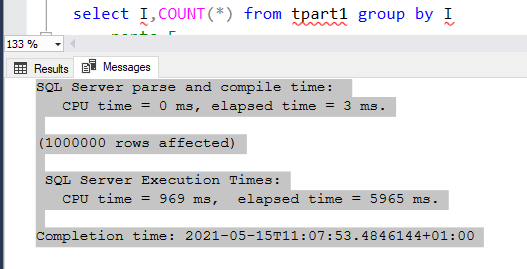 select I,COUNT(*) from tpart1 group by I
133 %
Results Messages
SQL Server parse and compile time:
CPU time = 0 ms, elapsed time = 3 ms.
(1000000 rows affected)
SQL Server Execution Times:
CPU time = 969 ms,  elapsed time = 5965 ms.
Completion time: 2021-05-15T11:07:53.4846144+01:00